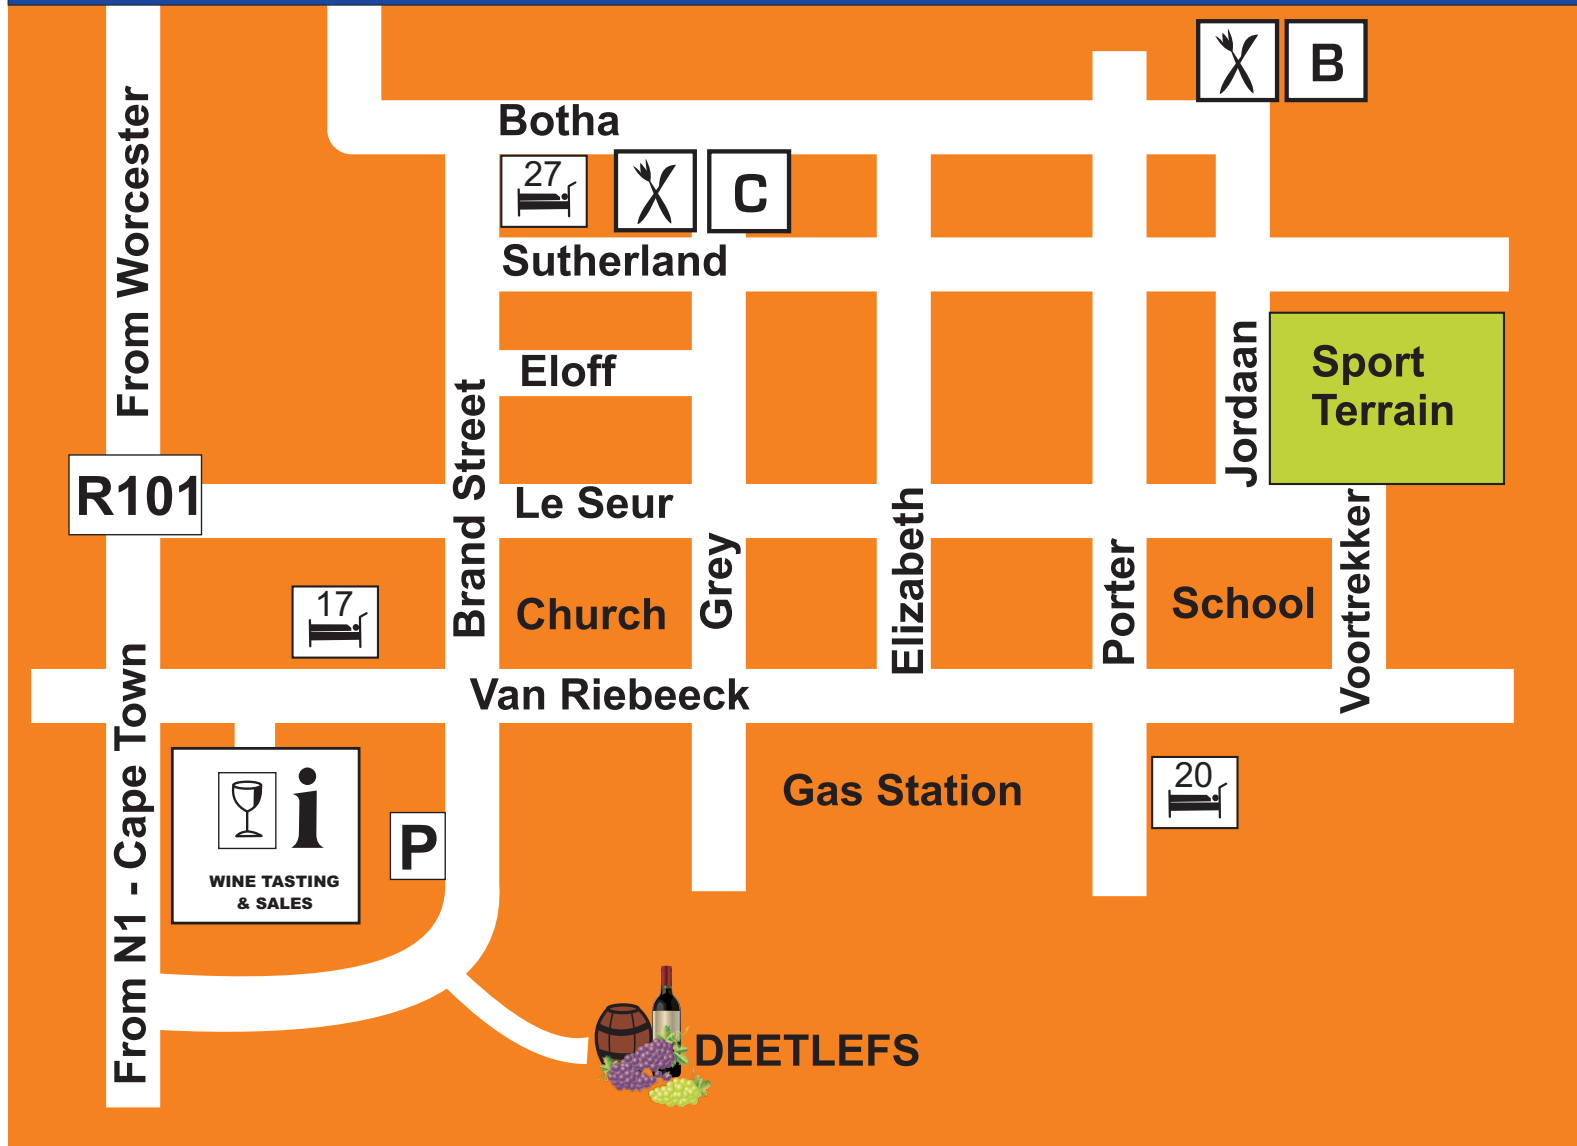 B
Botha
27
C
From Worcester
Sutherland
Eloff
Jordaan
Sport
Terrain
R101
Brand Street
Le Seur
Grey
Elizabeth
Porter
Voortrekker
17
Church
School
Van Riebeeck
From N1 - Cape Town
Gas Station
20
i
P
WINE TASTING
& SALES
DEETLEFS